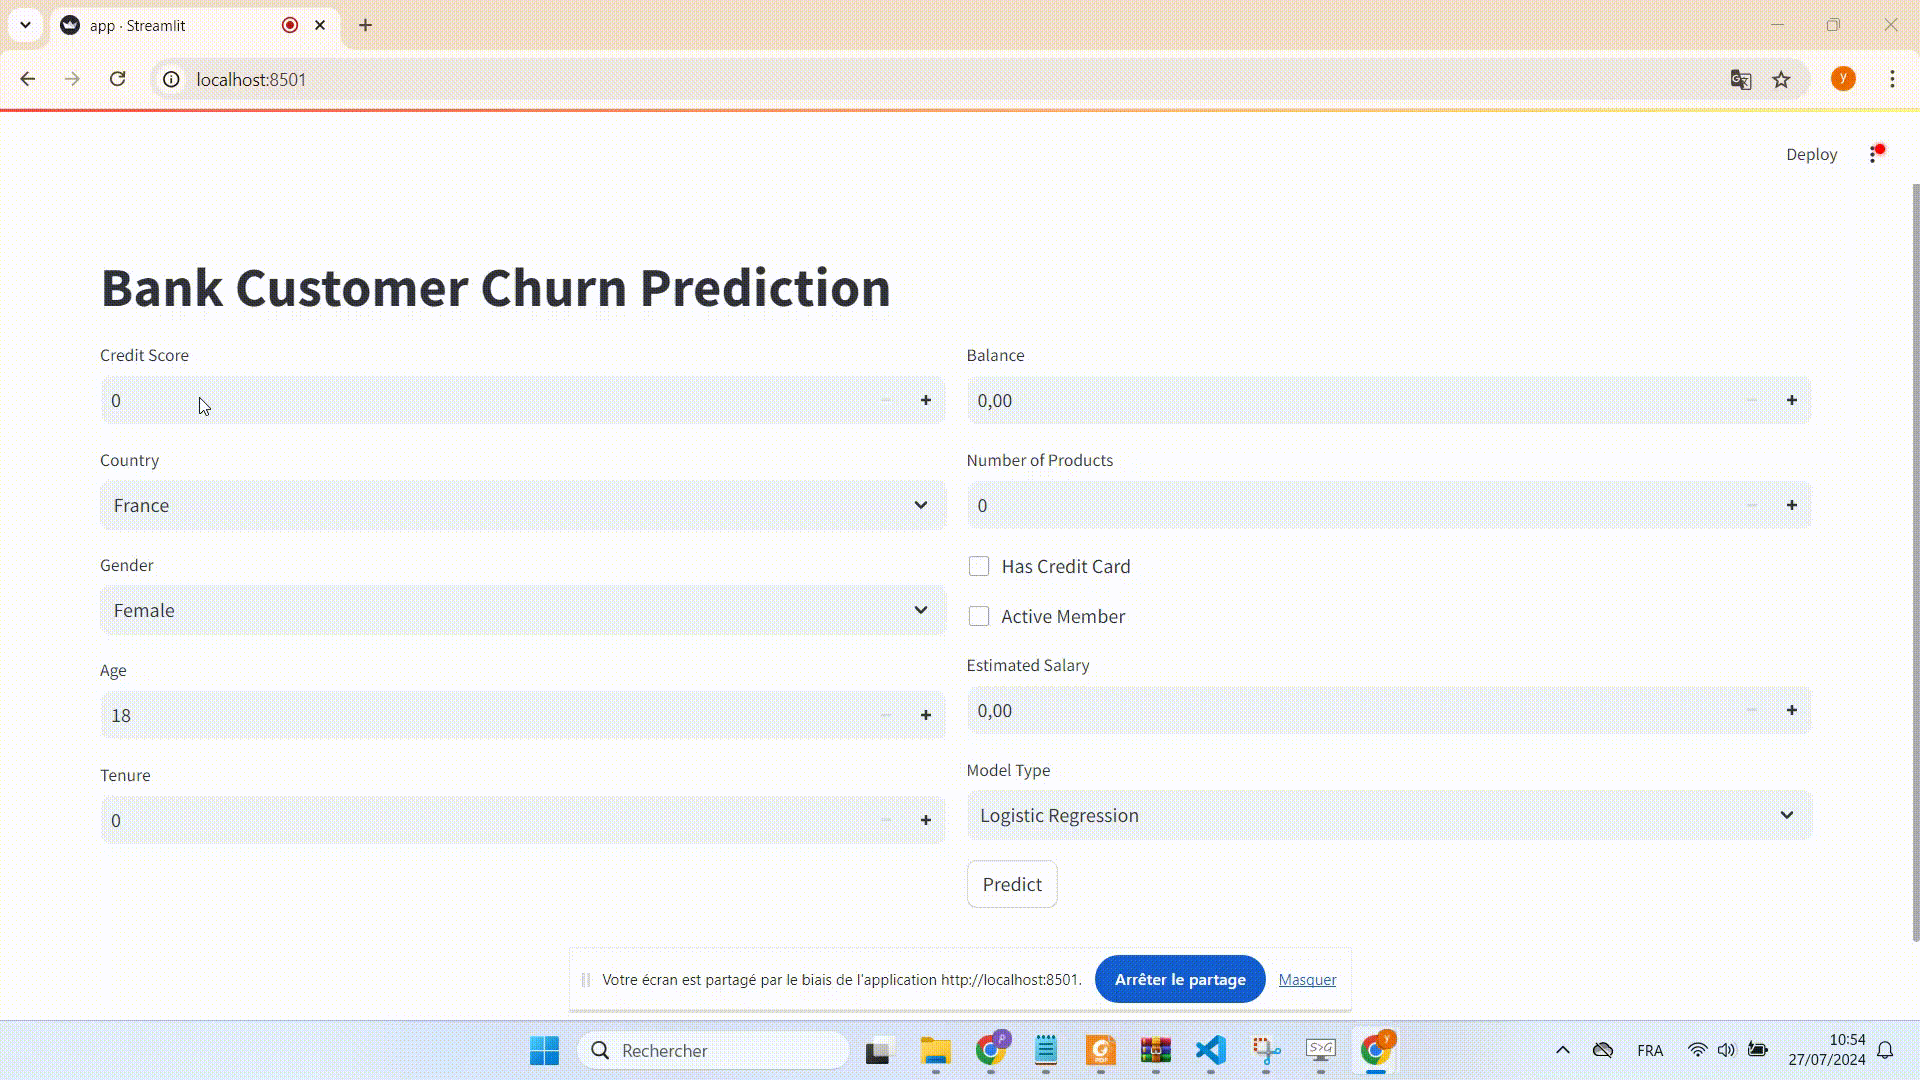 app · Streamlit
localhost:8501
y
Deploy
Bank Customer Churn Prediction
Credit Score
0
Country
France
Gender
Female
Age
18
Tenure
0
Balance
0,00
Number of Products
0
Has Credit Card
Active Member
Estimated Salary
0,00
Model Type
Logistic Regression
Predict
Votre écran est partagé par le biais de l'application http://localhost:8501.
Arrêter le partage
Masquer
Rechercher
P
PDF
S>G
y
FRA
10:54
27/07/2024